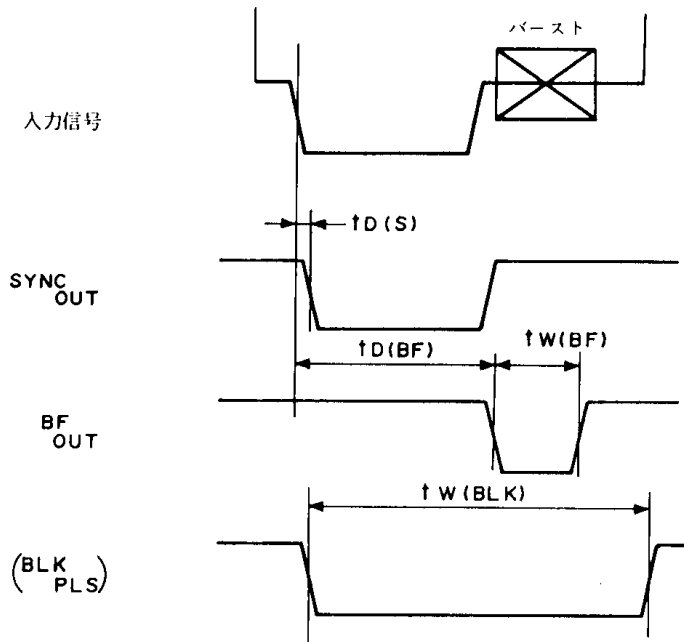 バースト
入力信号
tD(S)
SYNC OUT
tD(BF)
tW(BF)
BF OUT
tW(BLK)
(BLK PLS)